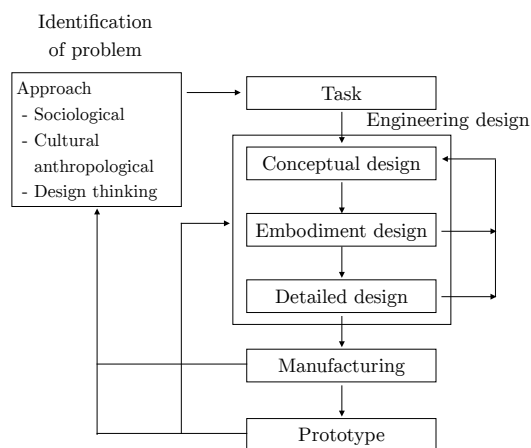 Identification
of problem
Approach
- Sociological
- Cultural
anthropological
- Design thinking
Task
Engineering design
Conceptual design
Embodiment design
Detailed design
Manufacturing
Prototype